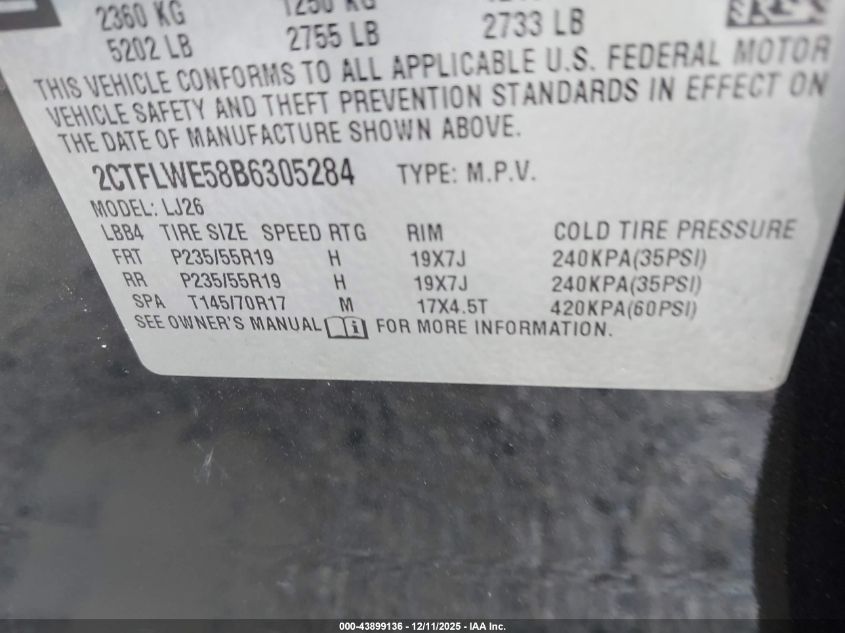 2360 KG 1250 KG
5202 LB 2755 LB 2733 LB
THIS VEHICLE CONFORMS TO ALL APPLICABLE U.S. FEDERAL MOTOR
VEHICLE SAFETY AND THEFT PREVENTION STANDARDS IN EFFECT ON
THE DATE OF MANUFACTURE SHOWN ABOVE.
2CTFLWE58B6305284 TYPE: M.P.V.
MODEL: LJ26
LBB4 TIRE SIZE SPEED RTG RIM COLD TIRE PRESSURE
FRT P235/55R19 H 19X7J 240KPA(35PSI)
RR P235/55R19 H 19X7J 240KPA(35PSI)
SPA T145/70R17 M 17X4.5T 420KPA(60PSI)
SEE OWNER'S MANUAL i FOR MORE INFORMATION.
000-43899136 - 12/11/2025 - IAA Inc.